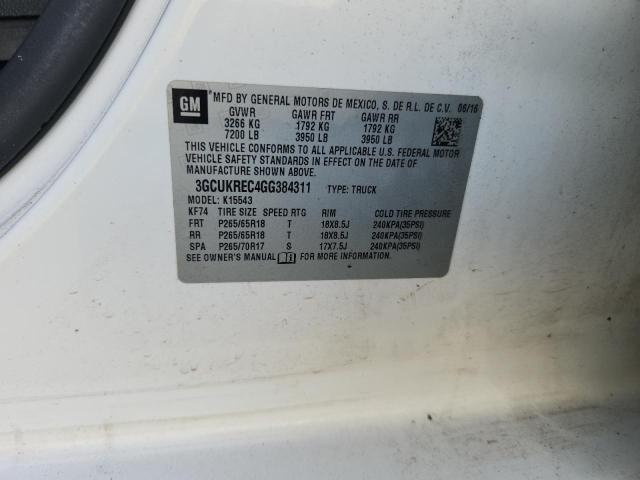 GM MFD BY GENERAL MOTORS DE MEXICO, S. DE R.L. DE C.V. 06/16
GVWR GAWR FRT GAWR RR
3266 KG 1792 KG 1792 KG
7200 LB 3950 LB 3950 LB
THIS VEHICLE CONFORMS TO ALL APPLICABLE U.S. FEDERAL MOTOR
VEHICLE SAFETY STANDARDS IN EFFECT ON THE DATE OF
MANUFACTURE SHOWN ABOVE.
3GCUKREC4GG384311 TYPE: TRUCK
MODEL: K15543
KF74 TIRE SIZE SPEED RTG RIM COLD TIRE PRESSURE
FRT P265/65R18 T 18X8.5J 240KPA(35PSI)
RR P265/65R18 T 18X8.5J 240KPA(35PSI)
SPA P265/70R17 S 17X7.5J 240KPA(35PSI)
SEE OWNER'S MANUAL FOR MORE INFORMATION.